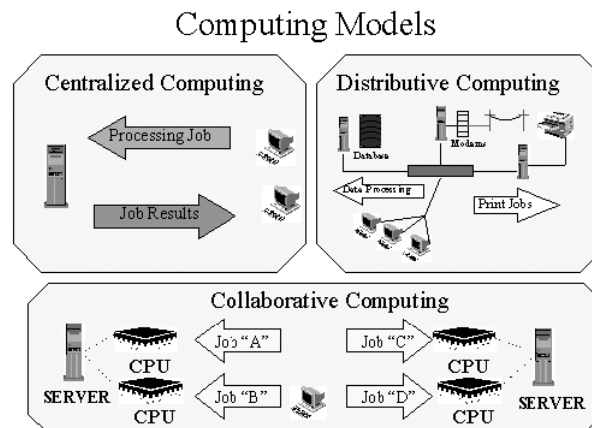 Computing Models
Centralized Computing
Processing Job
Job Results
Distributive Computing
Database
Modems
Data Processing
Print Jobs
Collaborative Computing
Job “A”
Job “C”
CPU
CPU
SERVER
SERVER
Job “B”
Job “D”
CPU
CPU